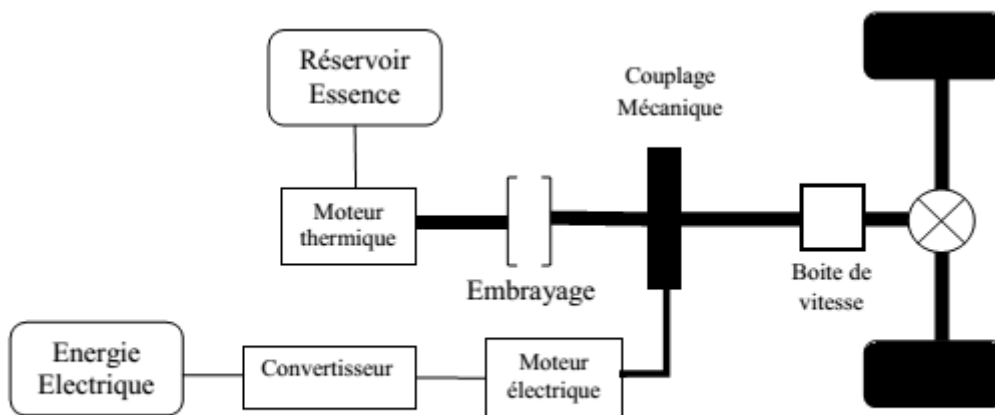 Réservoir
Essence
Couplage
Mécanique
Moteur
thermique
Embrayage
Boite de
vitesse
Energie
Electrique
Convertisseur
Moteur
électrique